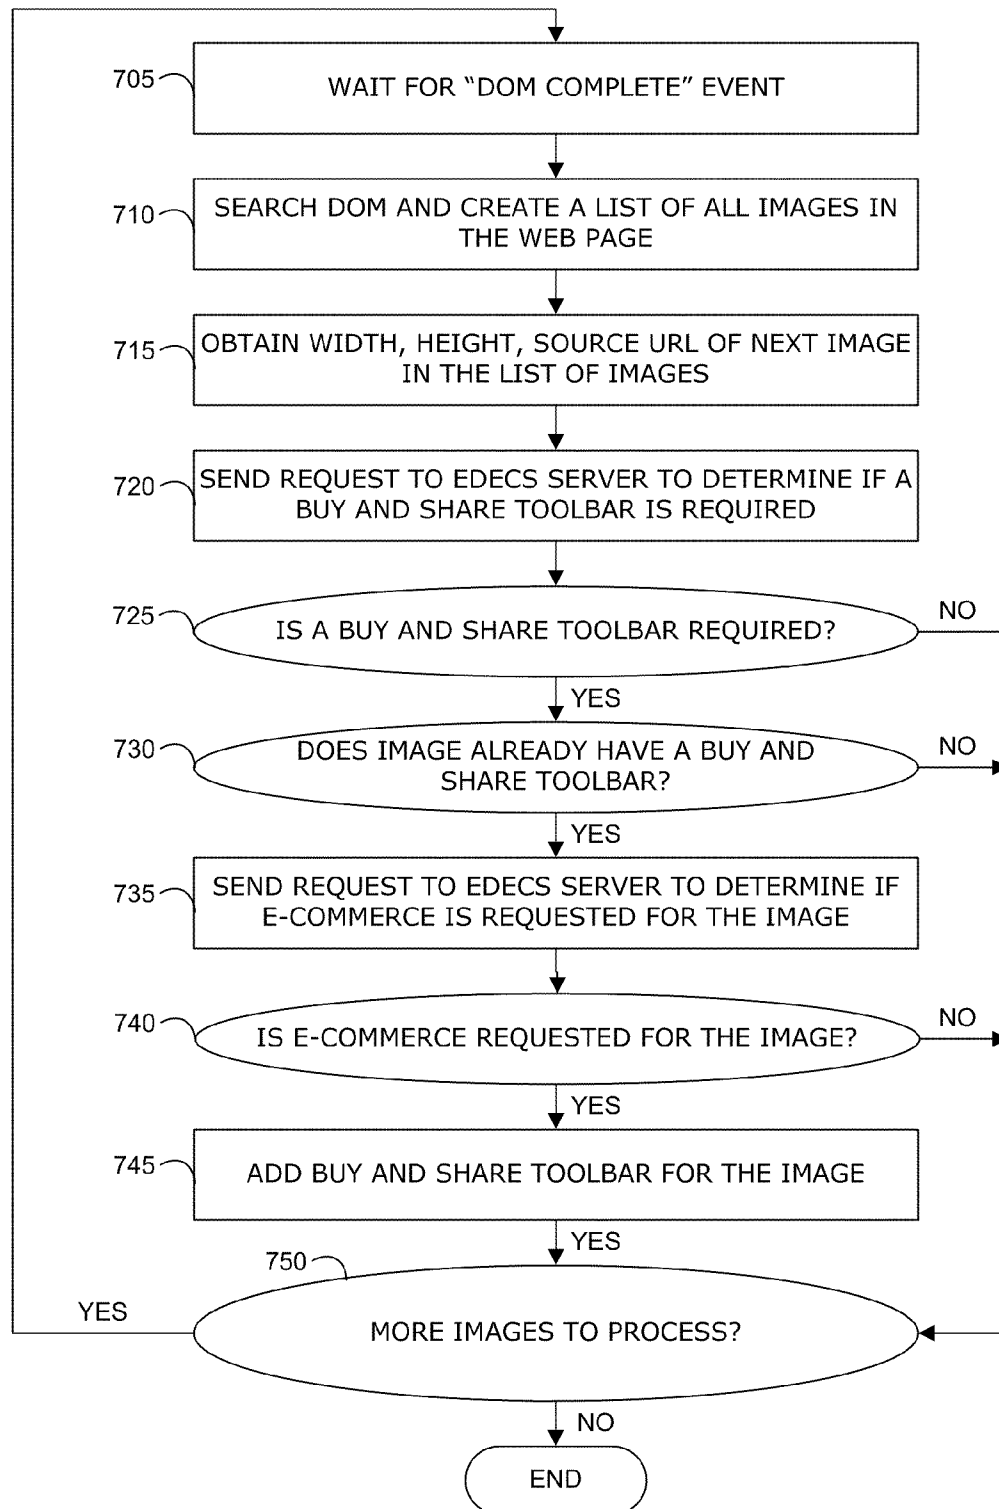 705
WAIT FOR “DOM COMPLETE” EVENT
710
SEARCH DOM AND CREATE A LIST OF ALL IMAGES IN
THE WEB PAGE
715
OBTAIN WIDTH, HEIGHT, SOURCE URL OF NEXT IMAGE
IN THE LIST OF IMAGES
720
SEND REQUEST TO EDECS SERVER TO DETERMINE IF A
BUY AND SHARE TOOLBAR IS REQUIRED
725
IS A BUY AND SHARE TOOLBAR REQUIRED?
NO
YES
730
DOES IMAGE ALREADY HAVE A BUY AND
SHARE TOOLBAR?
NO
YES
735
SEND REQUEST TO EDECS SERVER TO DETERMINE IF
E-COMMERCE IS REQUESTED FOR THE IMAGE
740
IS E-COMMERCE REQUESTED FOR THE IMAGE?
NO
YES
745
ADD BUY AND SHARE TOOLBAR FOR THE IMAGE
YES
750
YES
MORE IMAGES TO PROCESS?
NO
END